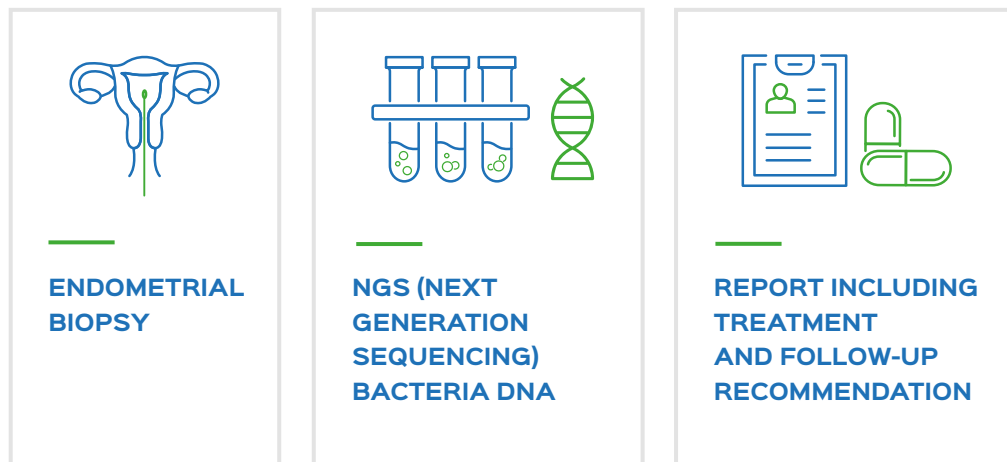 ENDOMETRIAL
BIOPSY
NGS (NEXT
GENERATION
SEQUENCING)
BACTERIA DNA
REPORT INCLUDING
TREATMENT
AND FOLLOW-UP
RECOMMENDATION